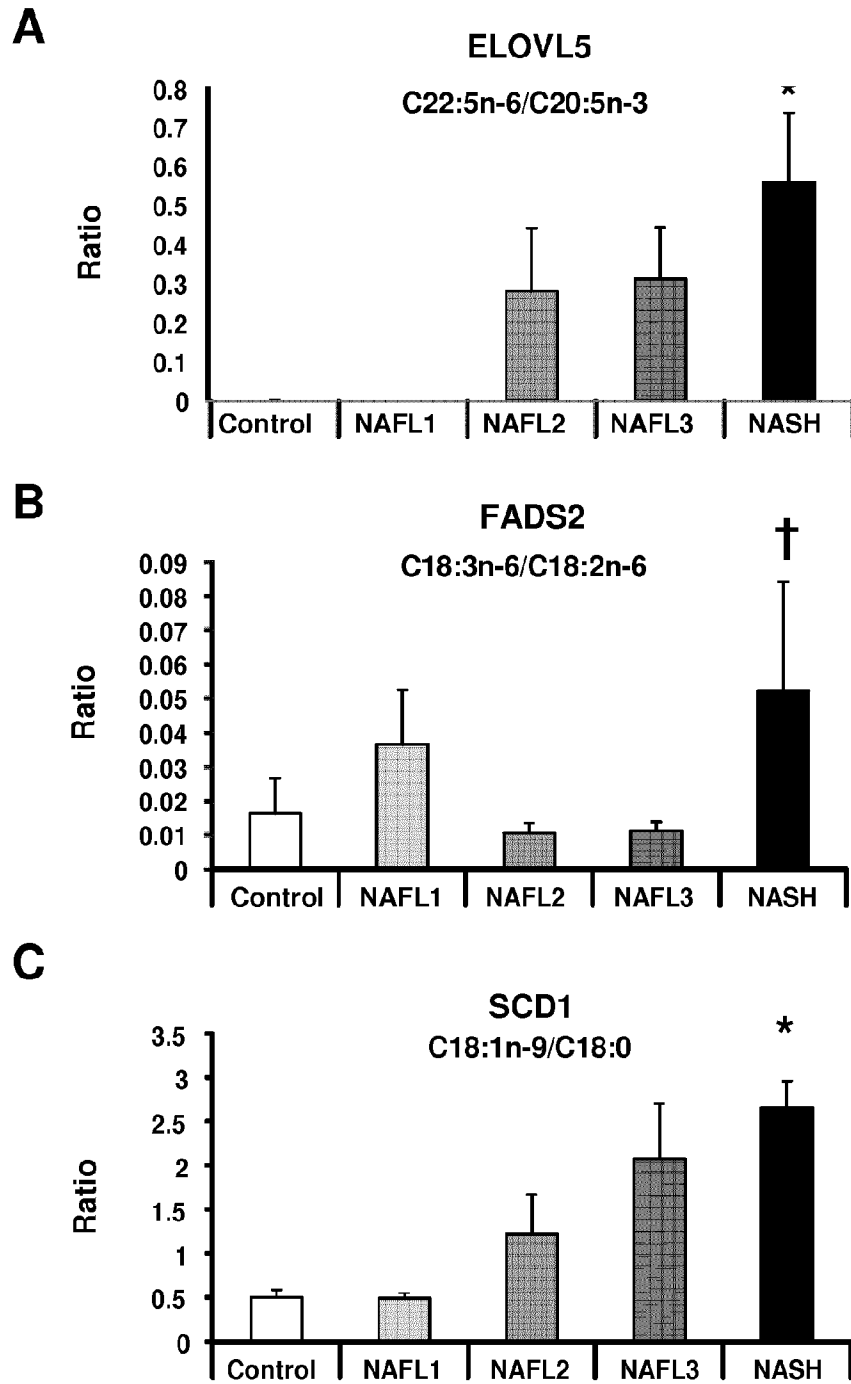 A
ELOVL5
C22:5n-6/C20:5n-3
*
0.8
0.7
0.6
0.5
0.4
0.3
0.2
0.1
0
Ratio
Control NAFL1 NAFL2 NAFL3 NASH
B
FADS2
C18:3n-6/C18:2n-6
†
0.09
0.08
0.07
0.06
0.05
0.04
0.03
0.02
0.01
0
Ratio
Control NAFL1 NAFL2 NAFL3 NASH
C
SCD1
C18:1n-9/C18:0
*
3.5
3
2.5
2
1.5
1
0.5
0
Ratio
Control NAFL1 NAFL2 NAFL3 NASH